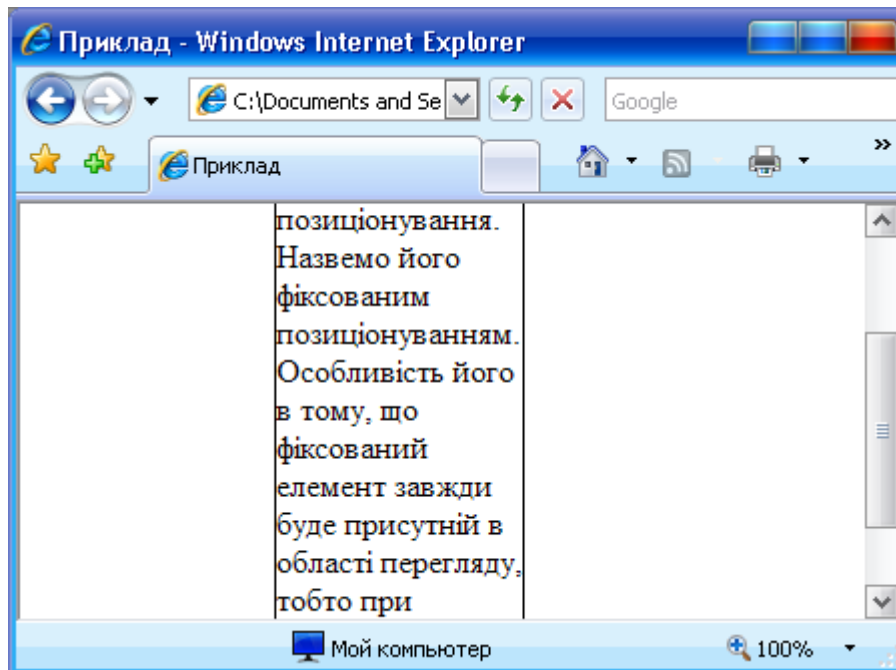 Приклад - Windows Internet Explorer
C:\Documents and Se
Google
Приклад
»
позиціонування.
Назвемо його
фіксованим
позиціонуванням.
Особливість його
в тому, що
фіксований
елемент завжди
буде присутній в
області перегляду,
тобто при
Мой компьютер
100%